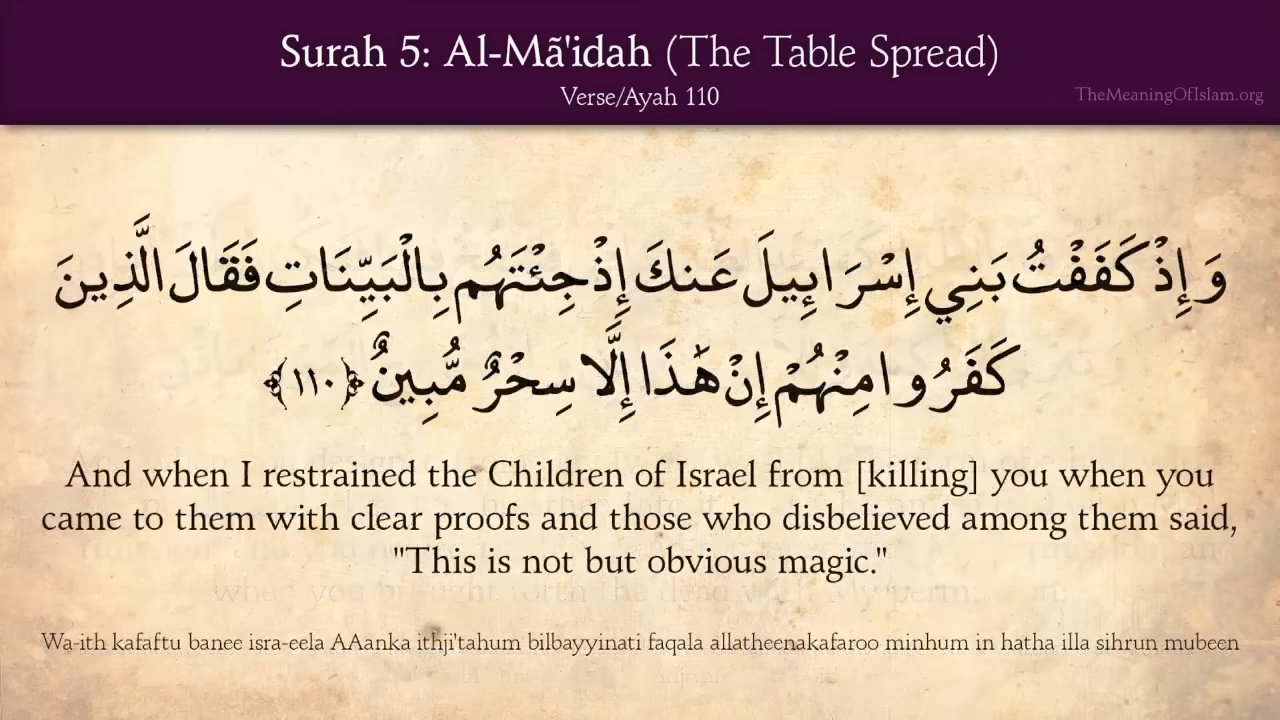 Surah 5: Al-Mã'idah (The Table Spread)
Verse/Ayah 110
TheMeaningOfIslam.org
وَإِذْ كَفَفْتُ بَنِي إِسْرَايِيلَ عَنكَ إِذْ جِئْتَهُم بِالْبَيِّنَاتِ فَقَالَ الَّذِينَ
كَفَرُوا مِنْهُمْ إِنْ هَٰذَا إِلَّا سِحْرٌ مُّبِينٌ ﴿١١٠﴾
And when I restrained the Children of Israel from [killing] you when you
came to them with clear proofs and those who disbelieved among them said,
"This is not but obvious magic."
Wa-ith kafaftu banee isra-eela AAanka ithji'tahum bilbayyinati faqala allatheenakafaroo minhum in hatha illa sihrun mubeen